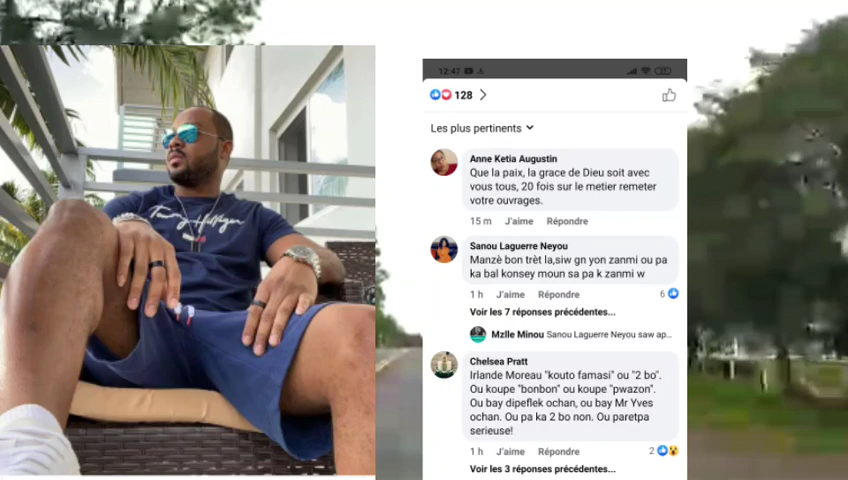 Tommy Hilfiger
12:47
128
Les plus pertinents
Anne Ketia Augustin
Que la paix, la grace de Dieu soit avec
vous tous, 20 fois sur le metier remeter
votre ouvrages.
15 m J'aime Répondre
Sanou Laguerre Neyou
Manzè bon trèt la,siw gn yon zanmi ou pa
ka bal konsey moun sa pa k zanmi w
1 h J'aime Répondre 6
Voir les 7 réponses précédentes...
Mzlle Minou Sanou Laguerre Neyou saw ap...
Chelsea Pratt
Irlande Moreau "kouto famasi" ou "2 bo".
Ou koupe "bonbon" ou koupe "pwazon".
Ou bay dipeflek ochan, ou bay Mr Yves
ochan. Ou pa ka 2 bo non. Ou paretpa
serieuse!
1 h J'aime Répondre 2
Voir les 3 réponses précédentes...